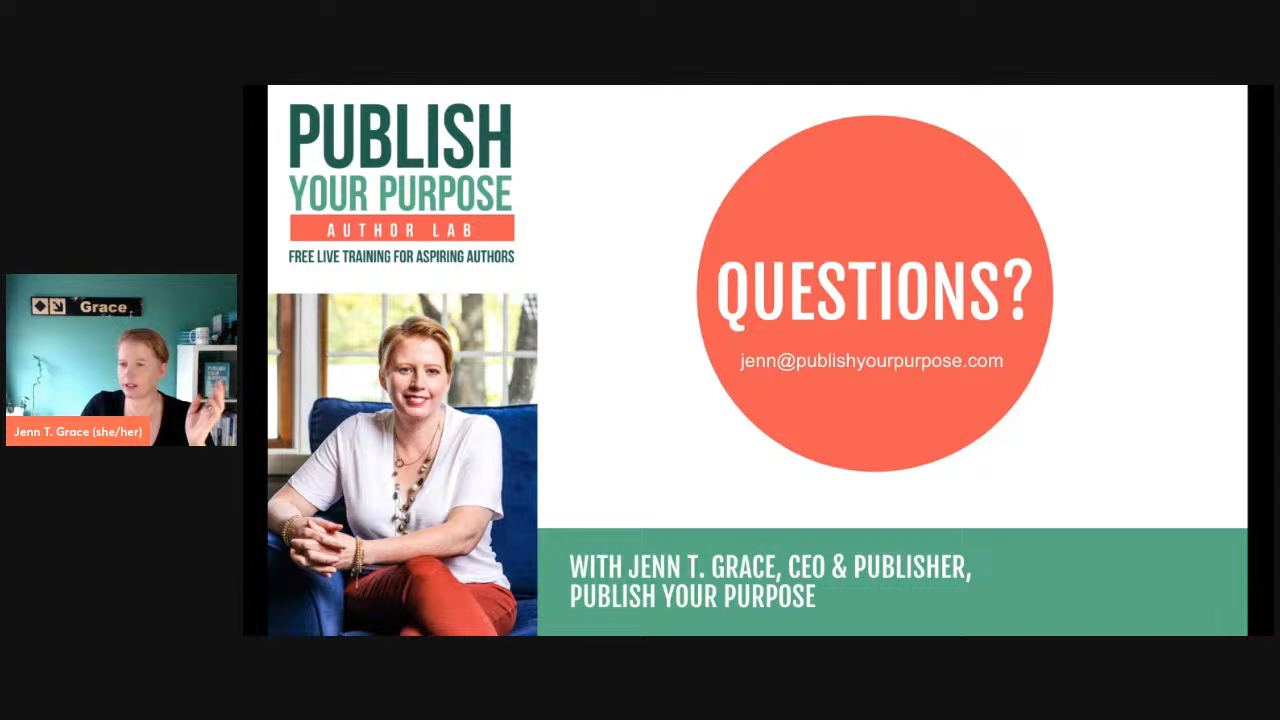 PUBLISH
YOUR PURPOSE
AUTHOR LAB
FREE LIVE TRAINING FOR ASPIRING AUTHORS
Grace
Jenn T. Grace (she/her)
QUESTIONS?
jenn@publishyourpurpose.com
WITH JENN T. GRACE, CEO & PUBLISHER,
PUBLISH YOUR PURPOSE